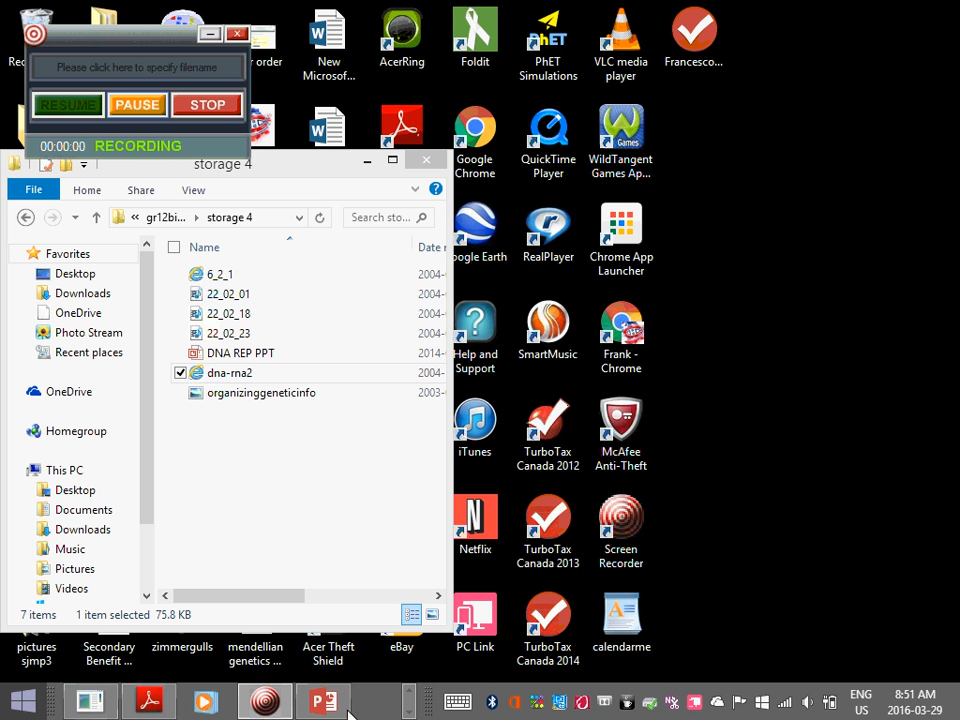 Rec
order
Please click here to specify filename
RESUME
PAUSE
STOP
00:00:00 RECORDING
New
Microsof...
AcerRing
Foldit
PhET
PhET
Simulations
VLC media
player
Francesco...
Google
Chrome
QuickTime
Player
Games
WildTangent
Games Ap...
Google Earth
RealPlayer
Chrome App
Launcher
Help and
Support
SmartMusic
Frank -
Chrome
iTunes
TurboTax
Canada 2012
McAfee
Anti-Theft
Netflix
TurboTax
Canada 2013
Screen
Recorder
PC Link
TurboTax
Canada 2014
calendarme
storage 4
File
Home
Share
View
gr12bi...
storage 4
Search sto...
Name
Date r
Favorites
Desktop
Downloads
OneDrive
Photo Stream
Recent places
OneDrive
Homegroup
This PC
Desktop
Documents
Downloads
Music
Pictures
Videos
6_2_1
2004-
22_02_01
2004-
22_02_18
2004-
22_02_23
2004-
DNA REP PPT
2014-
dna-rna2
2004-
organizinggeneticinfo
2003-
7 items
1 item selected 75.8 KB
pictures
sjmp3
Secondary
Benefit ...
zimmergulls
mendellian
genetics ...
Acer Theft
Shield
eBay
ENG
US
8:51 AM
2016-03-29